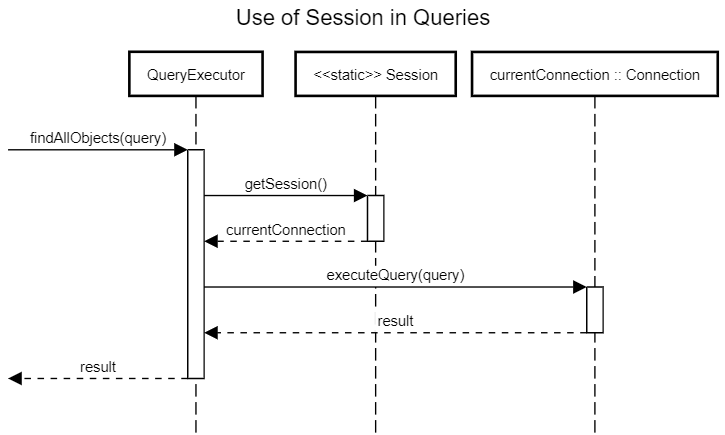 Use of Session in Queries
QueryExecutor
<<static>> Session
currentConnection :: Connection
findAllObjects(query)
getSession()
currentConnection
executeQuery(query)
result
result